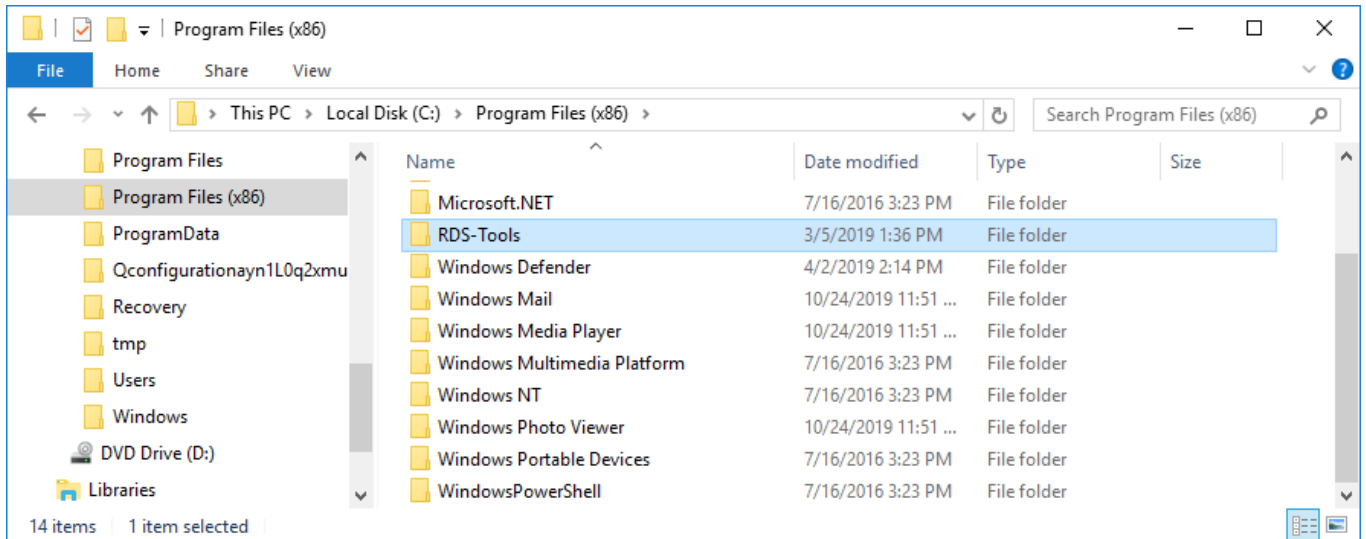 Program Files (x86)
File Home Share View
This PC > Local Disk (C:) > Program Files (x86) > Search Program Files (x86)
Program Files
Program Files (x86)
ProgramData
Qconfigurationayn1L0q2xmu
Recovery
tmp
Users
Windows
DVD Drive (D:)
Libraries
Name Date modified Type Size
Microsoft.NET 7/16/2016 3:23 PM File folder
RDS-Tools 3/5/2019 1:36 PM File folder
Windows Defender 4/2/2019 2:14 PM File folder
Windows Mail 10/24/2019 11:51 ... File folder
Windows Media Player 10/24/2019 11:51 ... File folder
Windows Multimedia Platform 7/16/2016 3:23 PM File folder
Windows NT 7/16/2016 3:23 PM File folder
Windows Photo Viewer 10/24/2019 11:51 ... File folder
Windows Portable Devices 7/16/2016 3:23 PM File folder
WindowsPowerShell 7/16/2016 3:23 PM File folder
14 items 1 item selected